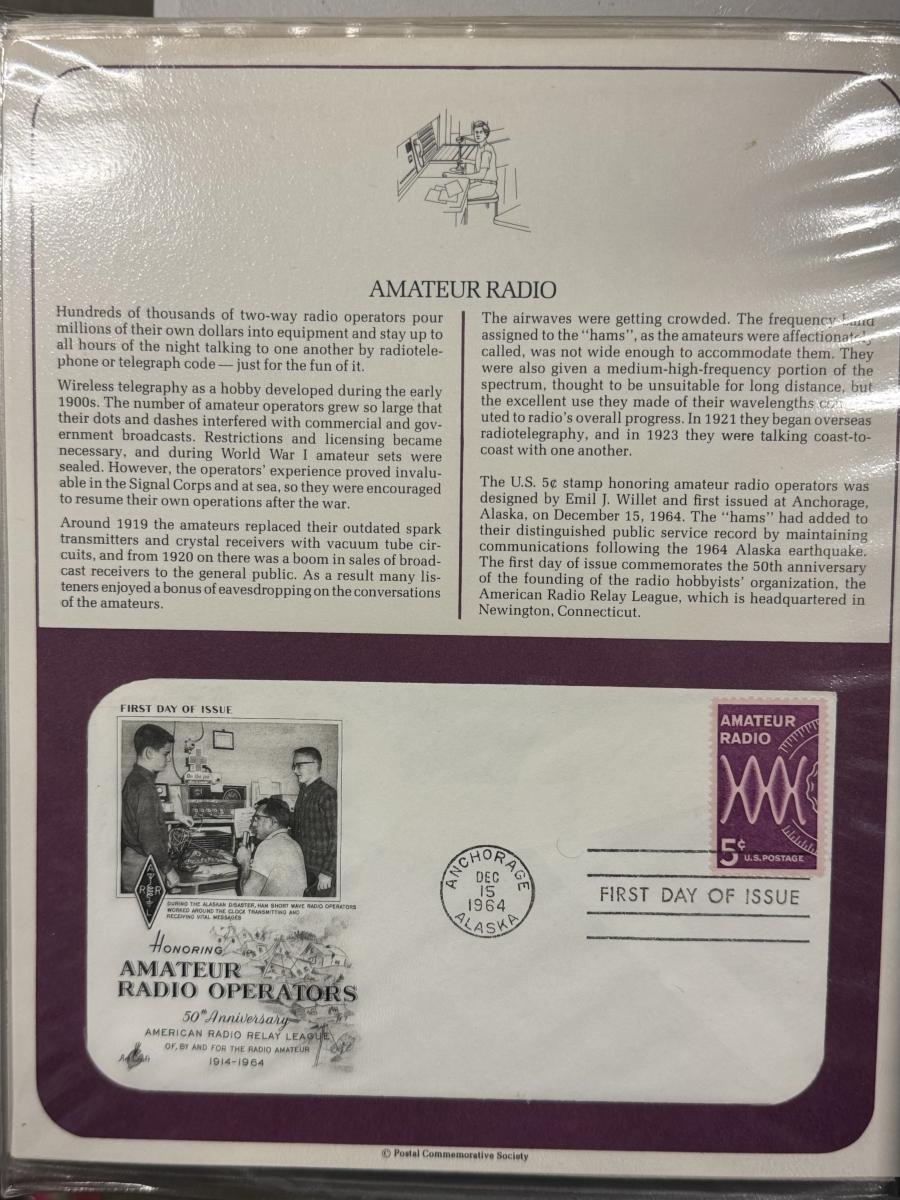 AMATEUR RADIO
Hundreds of thousands of two-way radio operators pour
millions of their own dollars into equipment and stay up to
all hours of the night talking to one another by radiotele-
phone or telegraph code — just for the fun of it.
Wireless telegraphy as a hobby developed during the early
1900s. The number of amateur operators grew so large that
their dots and dashes interfered with commercial and gov-
ernment broadcasts. Restrictions and licensing became
necessary, and during World War I amateur sets were
sealed. However, the operators' experience proved invalu-
able in the Signal Corps and at sea, so they were encouraged
to resume their own operations after the war.
Around 1919 the amateurs replaced their outdated spark
transmitters and crystal receivers with vacuum tube cir-
cuits, and from 1920 on there was a boom in sales of broad-
cast receivers to the general public. As a result many lis-
teners enjoyed a bonus of eavesdropping on the conversations
of the amateurs.
The airwaves were getting crowded. The frequency band
assigned to the "hams", as the amateurs were affectionately
called, was not wide enough to accommodate them. They
were also given a medium-high-frequency portion of the
spectrum, thought to be unsuitable for long distance, but
the excellent use they made of their wavelengths
uted to radio's overall progress. In 1921 they began overseas
radiotelegraphy, and in 1923 they were talking coast-to-
coast with one another.
The U.S. 5¢ stamp honoring amateur radio operators was
designed by Emil J. Willet and first issued at Anchorage,
Alaska, on December 15, 1964. The "hams" had added to
their distinguished public service record by maintaining
communications following the 1964 Alaska earthquake.
The first day of issue commemorates the 50th anniversary
of the founding of the radio hobbyists' organization, the
American Radio Relay League, which is headquartered in
Newington, Connecticut.
FIRST DAY OF ISSUE
On the job
A
R R
L
DURING THE ALASKAN DISASTER, HAM SHORT WAVE RADIO OPERATORS
WORKED AROUND THE CLOCK TRANSMITTING AND
RECEIVING VITAL MESSAGES
HONORING
AMATEUR
RADIO OPERATORS
50th Anniversary
AMERICAN RADIO RELAY LEAGUE
OF, BY AND FOR THE RADIO AMATEUR
1914-1964
ArtCraft
ANCHORAGE
DEC
15
1964
ALASKA
AMATEUR
RADIO
5¢ U.S. POSTAGE
FIRST DAY OF ISSUE
© Postal Commemorative Society